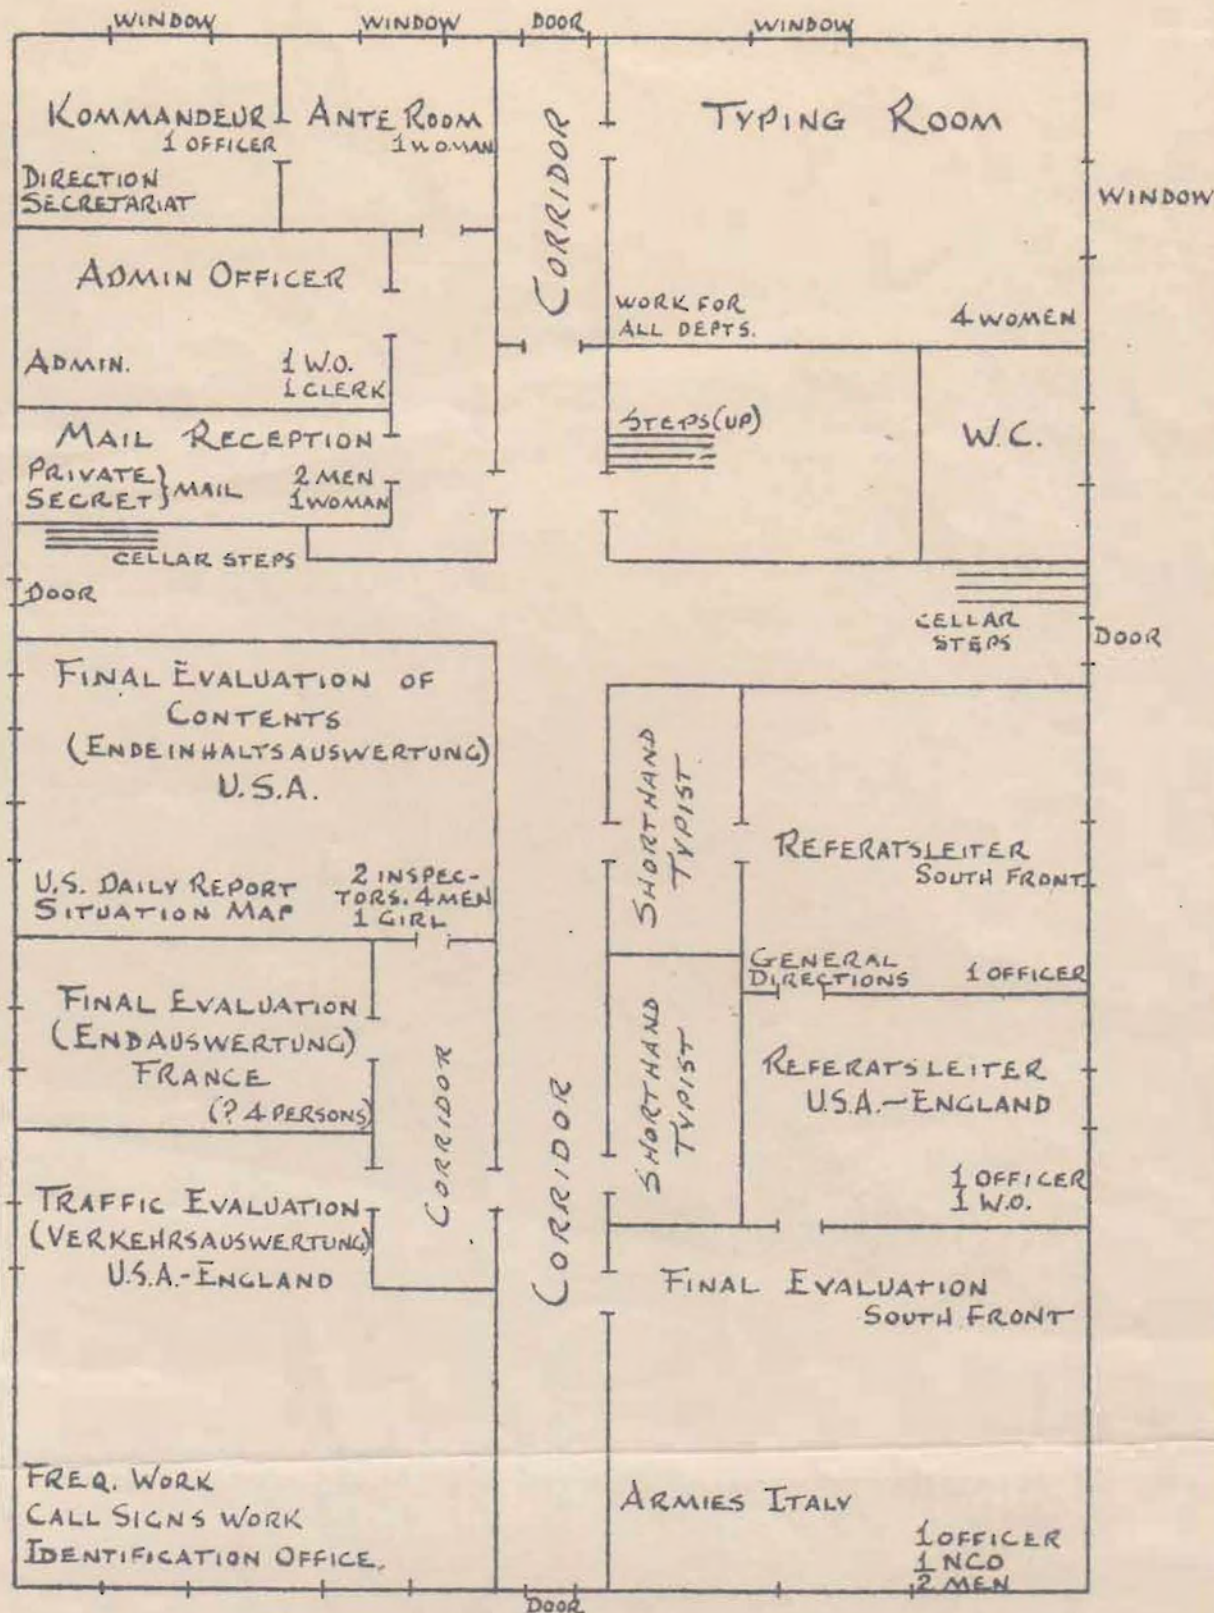 WINDOW
WINDOW
DOOR
WINDOW
KOMMANDEUR
1 OFFICER
DIRECTION
SECRETARIAT
ANTE ROOM
1 WOMAN
CORRIDOR
TYPING ROOM
WORK FOR
ALL DEPTS.
4 WOMEN
WINDOW
ADMIN OFFICER
ADMIN.
1 W.O.
1 CLERK
MAIL RECEPTION
PRIVATE
SECRET } MAIL
2 MEN
1 WOMAN
STEPS (UP)
W.C.
CELLAR STEPS
DOOR
CELLAR
STEPS
DOOR
FINAL EVALUATION OF
CONTENTS
(ENDEINHALTSAUSWERTUNG)
U.S.A.
U.S. DAILY REPORT
SITUATION MAP
2 INSPEC-
TORS. 4 MEN
1 GIRL
SHORTHAND
TYPIST
REFERATSLEITER
SOUTH FRONT
GENERAL
DIRECTIONS
1 OFFICER
FINAL EVALUATION
(ENDAUSWERTUNG)
FRANCE
(? 4 PERSONS)
CORRIDOR
CORRIDOR
SHORTHAND
TYPIST
REFERATSLEITER
U.S.A.-ENGLAND
1 OFFICER
1 W.O.
TRAFFIC EVALUATION
(VERKEHRSAUSWERTUNG)
U.S.A.-ENGLAND
FREQ. WORK
CALL SIGNS WORK
IDENTIFICATION OFFICE.
FINAL EVALUATION
SOUTH FRONT
ARMIES ITALY
1 OFFICER
1 NCO
2 MEN
DOOR